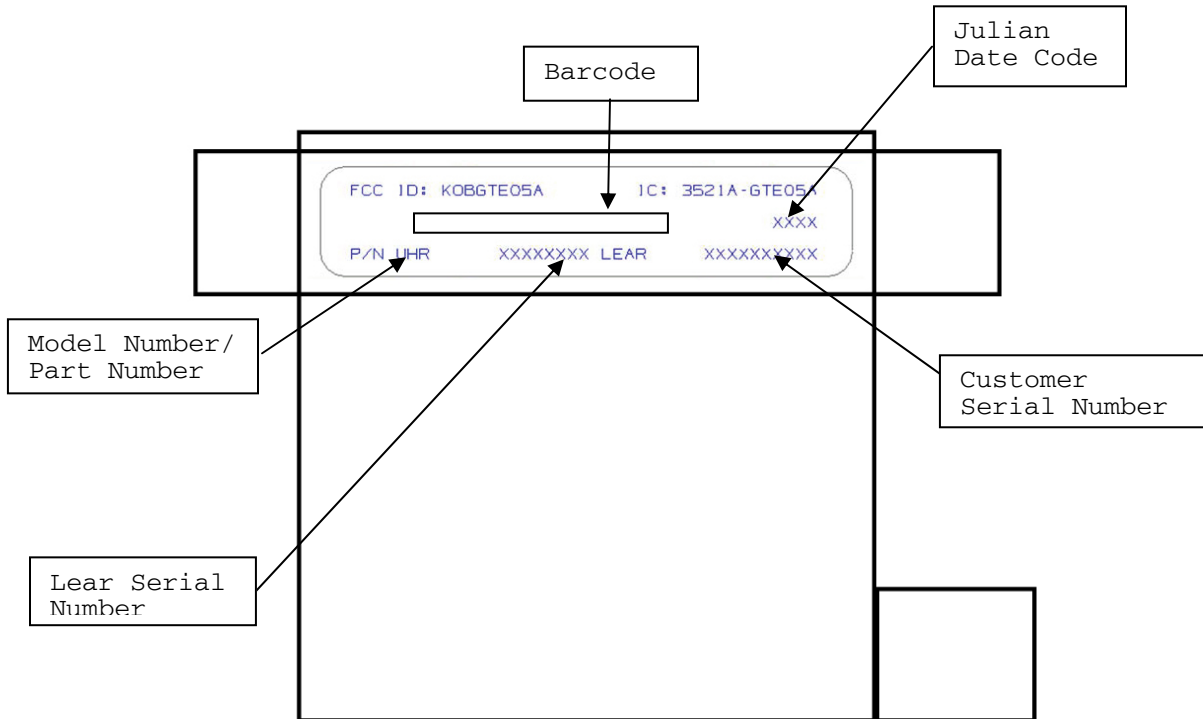 Julian
Date Code
Barcode
FCC ID: KOBGTE05A IC: 3521A-GTE05A
XXXX
P/N UHR XXXXXXXX LEAR XXXXXXXXXX
Model Number/
Part Number
Customer
Serial Number
Lear Serial
Number